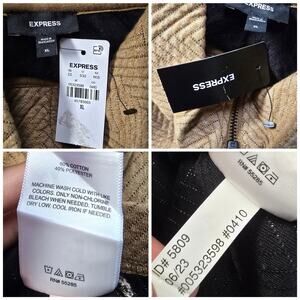 EXPRESS
XL
EXPRESS
XL
EXPRESS
XL
EXPRESS
60% COTTON
40% POLYESTER
MACHINE WASH COLD WITH LIKE
COLORS. ONLY NON-CHLORINE
BLEACH WHEN NEEDED. TUMBLE
DRY LOW. COOL IRON IF NEEDED.
RN# 55285
RN# 55285
ID# 5809
06/23
#005323598 #0410